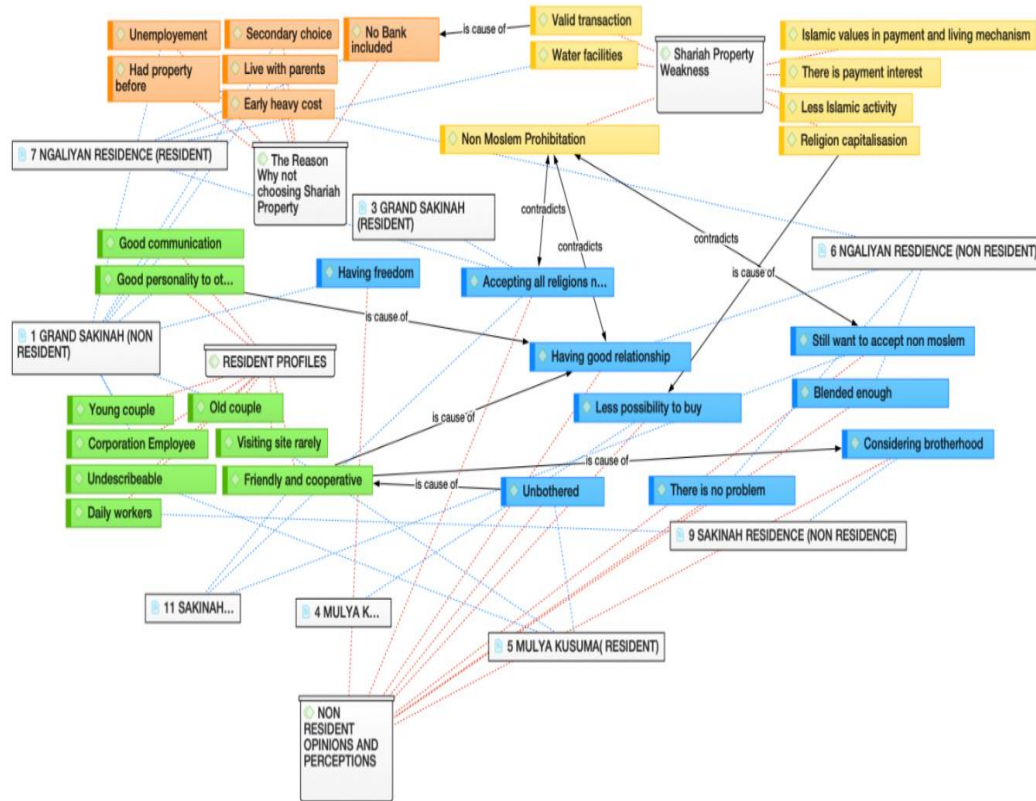 Unemployement
Secondary choice
No Bank
included
is cause of
Valid transaction
Shariah Property
Weakness
Islamic values in payment and living mechanism
Had property
before
Live with parents
Water facilities
There is payment interest
Early heavy cost
Less Islamic activity
Non Moslem Prohibitation
Religion capitalisasion
7 NGALIYAN RESIDENCE (RESIDENT)
The Reason
Why not
choosing Shariah
Property
3 GRAND SAKINAH
(RESIDENT)
contradicts
contradicts
contradicts
Good communication
6 NGALIYAN RESDIENCE (NON RESIDENT)
is cause of
Good personality to ot...
Having freedom
Accepting all religions n...
is cause of
1 GRAND SAKINAH (NON
RESIDENT)
Still want to accept non moslem
RESIDENT PROFILES
Having good relationship
Blended enough
Young couple
Old couple
is cause of
Less possibility to buy
Corporation Employee
Visiting site rarely
Considering brotherhood
is cause of
Undescribeable
Friendly and cooperative
is cause of
Unbothered
There is no problem
Daily workers
9 SAKINAH RESIDENCE (NON RESIDENCE)
11 SAKINAH...
4 MULYA K...
5 MULYA KUSUMA( RESIDENT)
NON
RESIDENT
OPINIONS AND
PERCEPTIONS